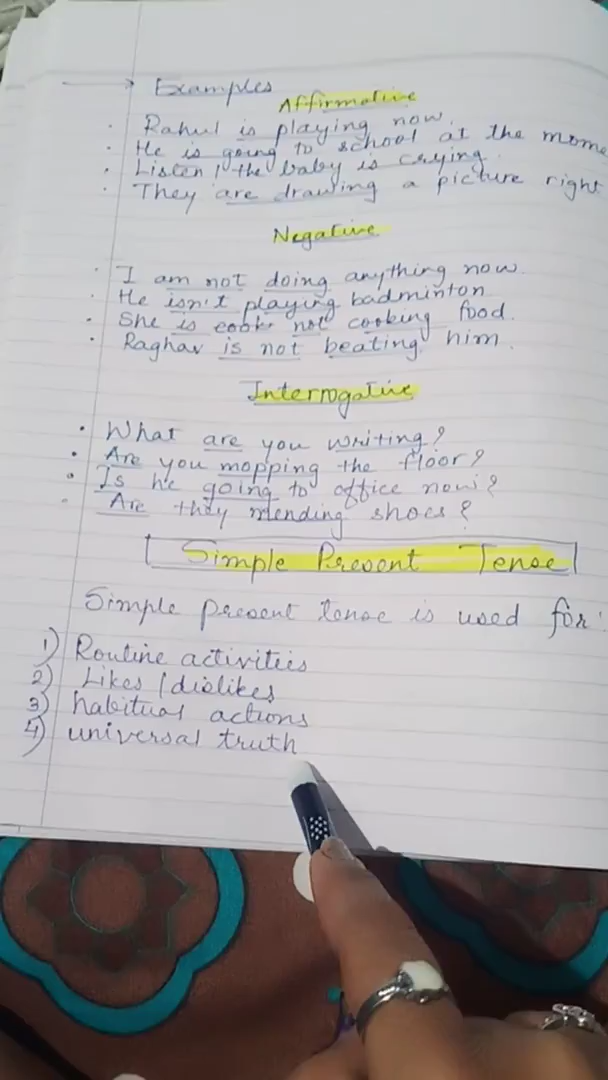 Examples
Affirmative
· Rahul is playing now.
· He is going to school at the mome
· Listen! the baby is crying.
· They are drawing a picture right
Negative
· I am not doing anything now.
· He isn't playing badminton
· She is cook not cooking food.
· Raghav is not beating him.
Interrogative
· What are you writing?
· Are you mopping the floor?
· Is he going to office now?
· Are they mending shoes?
Simple Present Tense
Simple present tense is used for:
1) Routine activities
2) Likes / dislikes
3) habitual actions
4) universal truth